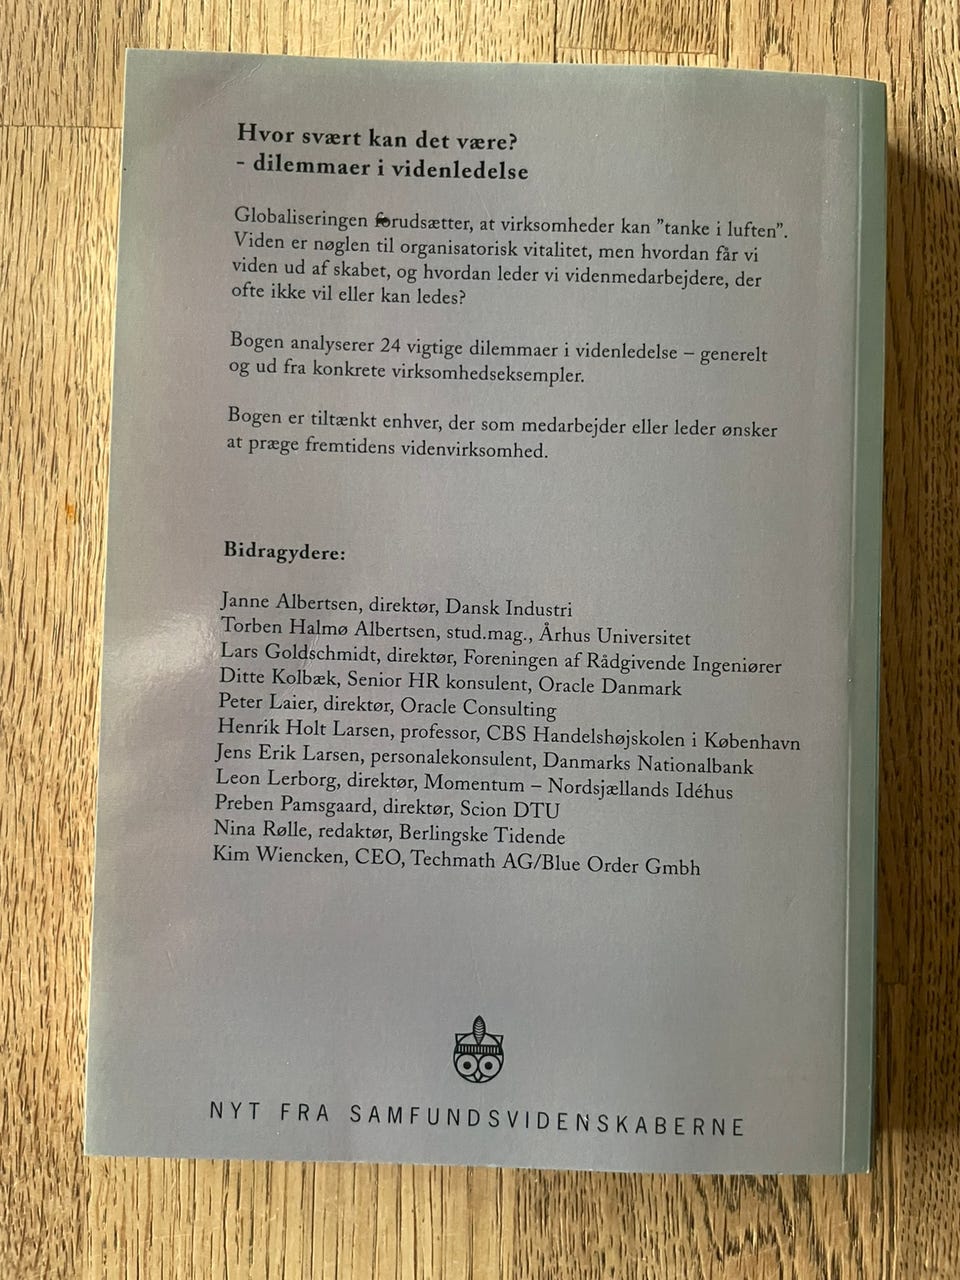 Hvor svært kan det være?
- dilemmaer i videnledelse
Globaliseringen forudsætter, at virksomheder kan ”tanke i luften”.
Viden er nøglen til organisatorisk vitalitet, men hvordan får vi
viden ud af skabet, og hvordan leder vi videnmedarbejdere, der
ofte ikke vil eller kan ledes?
Bogen analyserer 24 vigtige dilemmaer i videnledelse – generelt
og ud fra konkrete virksomhedseksempler.
Bogen er tiltænkt enhver, der som medarbejder eller leder ønsker
at præge fremtidens videnvirksomhed.
Bidragydere:
Janne Albertsen, direktør, Dansk Industri
Torben Halmø Albertsen, stud.mag., Århus Universitet
Lars Goldschmidt, direktør, Foreningen af Rådgivende Ingeniører
Ditte Kolbæk, Senior HR konsulent, Oracle Danmark
Peter Laier, direktør, Oracle Consulting
Henrik Holt Larsen, professor, CBS Handelshøjskolen i København
Jens Erik Larsen, personalekonsulent, Danmarks Nationalbank
Leon Lerborg, direktør, Momentum – Nordsjællands Idéhus
Preben Pamsgaard, direktør, Scion DTU
Nina Rølle, redaktør, Berlingske Tidende
Kim Wiencken, CEO, Techmath AG/Blue Order Gmbh
NYT FRA SAMFUNDSVIDENSKABERNE